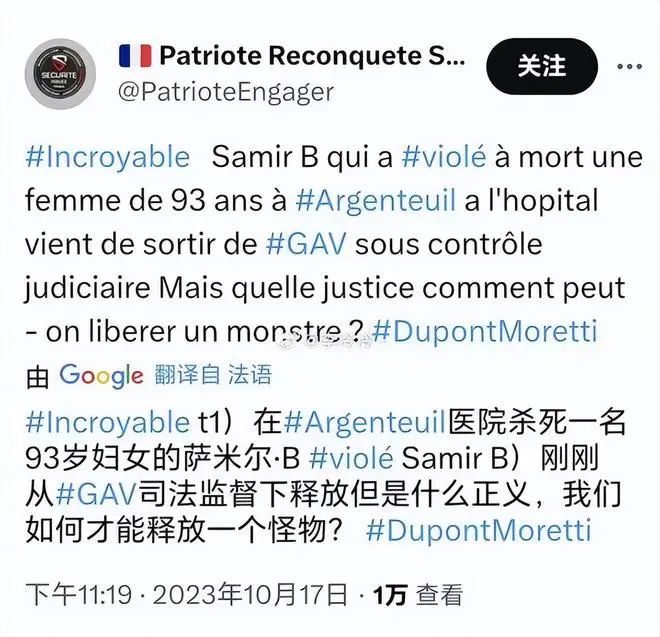 SECURITE
🇫🇷 Patriote Reconquete S...
关注
@PatrioteEngager
#Incroyable Samir B qui a #violé à mort une
femme de 93 ans à #Argenteuil a l'hopital
vient de sortir de #GAV sous contrôle
judiciaire Mais quelle justice comment peut
- on liberer un monstre ? #DupontMoretti
由 Google 翻译自 法语
#Incroyable t1）在#Argenteuil医院杀死一名
93岁妇女的萨米尔·B #violé Samir B）刚刚
从#GAV司法监督下释放但是什么正义，我们
如何才能释放一个怪物？ #DupontMoretti
下午11:19 · 2023年10月17日 · 1万 查看